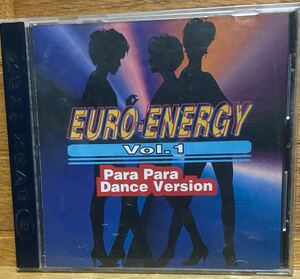 EURO-ENERGY
Vol.1
Para Para
Dance Version